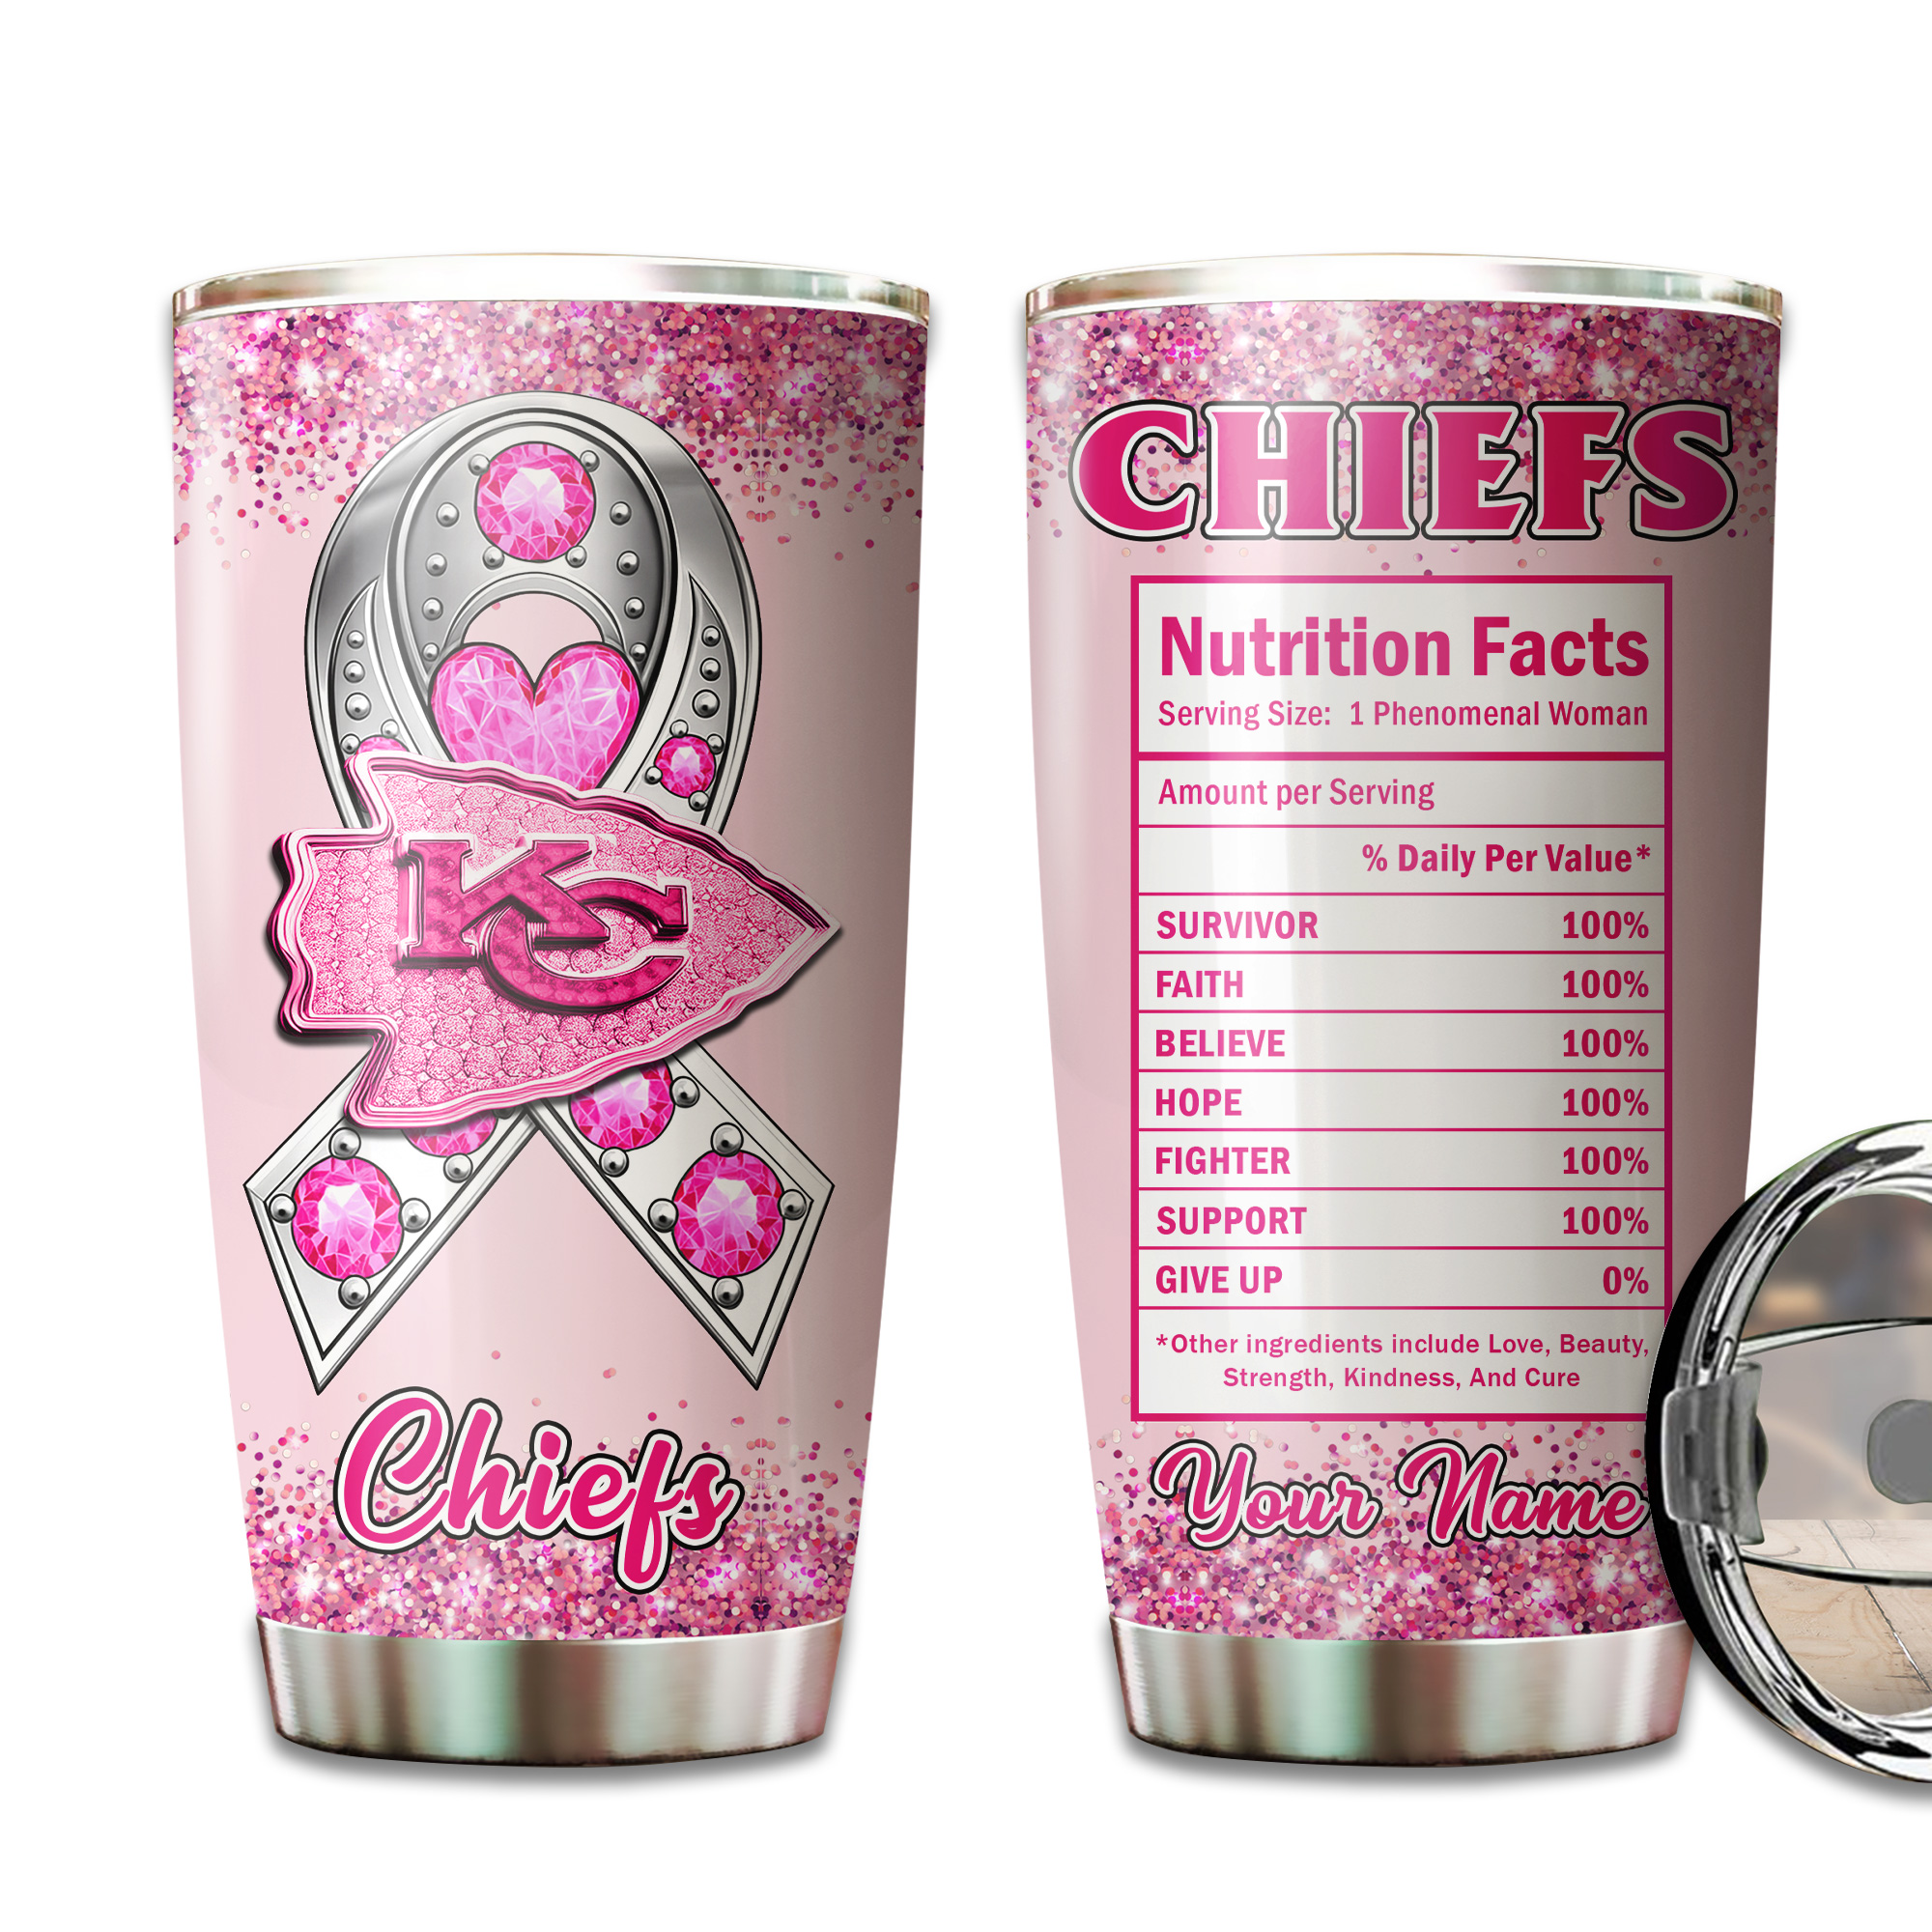 KC
Chiefs
CHIEFS
Nutrition Facts
Serving Size: 1 Phenomenal Woman
Amount per Serving
% Daily Per Value*
SURVIVOR 100%
FAITH 100%
BELIEVE 100%
HOPE 100%
FIGHTER 100%
SUPPORT 100%
GIVE UP 0%
*Other ingredients include Love, Beauty,
Strength, Kindness, And Cure
Your Name